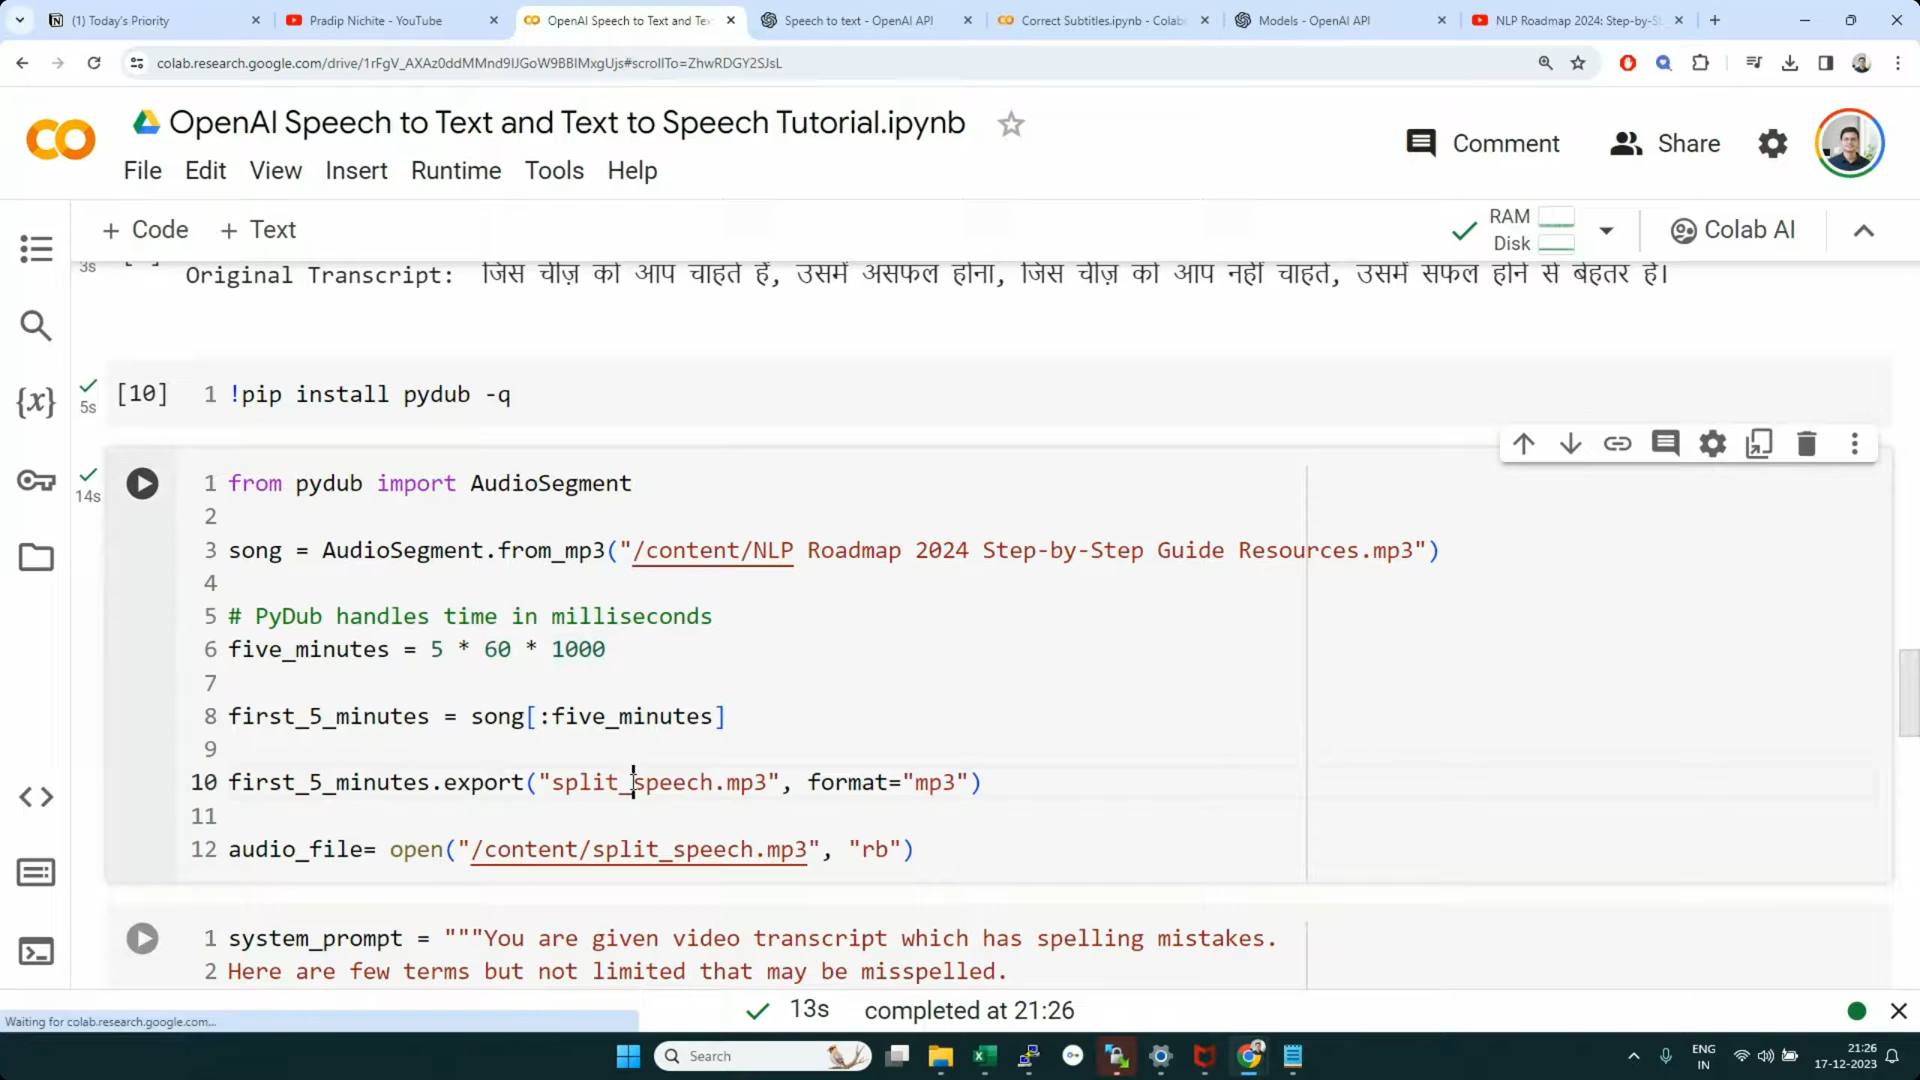 (1) Today's Priority
Pradip Nichite - YouTube
OpenAI Speech to Text and Tex
Speech to text - OpenAI API
Correct Subtitles.ipynb - Colab
Models - OpenAI API
NLP Roadmap 2024: Step-by-S
colab.research.google.com/drive/1rFgV_AXAz0ddMMnd9IJGoW9BBIMxgUjs#scrollTo=ZhwRDGY2SJsL
OpenAI Speech to Text and Text to Speech Tutorial.ipynb
Comment
Share
File Edit View Insert Runtime Tools Help
+ Code + Text
RAM
Disk
Colab AI
3s
Original Transcript: जिस चीज़ को आप चाहते हैं, उसमें असफल होना, जिस चीज़ को आप नहीं चाहते, उसमें सफल होने से बेहतर है।
[10] 1 !pip install pydub -q
5s
1 from pydub import AudioSegment
14s
2
3 song = AudioSegment.from_mp3("/content/NLP Roadmap 2024 Step-by-Step Guide Resources.mp3")
4
5 # PyDub handles time in milliseconds
6 five_minutes = 5 * 60 * 1000
7
8 first_5_minutes = song[:five_minutes]
9
10 first_5_minutes.export("split_speech.mp3", format="mp3")
11
12 audio_file= open("/content/split_speech.mp3", "rb")
1 system_prompt = """You are given video transcript which has spelling mistakes.
2 Here are few terms but not limited that may be misspelled.
13s completed at 21:26
Waiting for colab.research.google.com...
Search
ENG
IN
21:26
17-12-2023